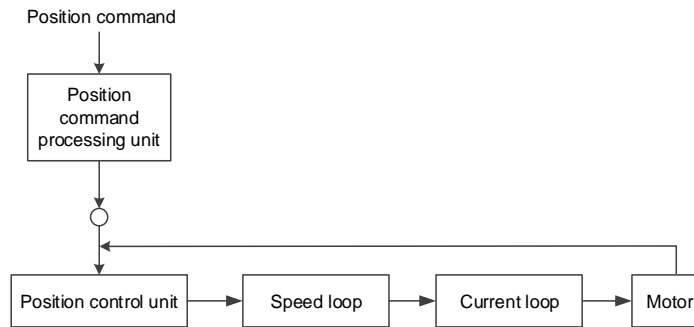 Position command
Position
command
processing unit
Position control unit
Speed loop
Current loop
Motor